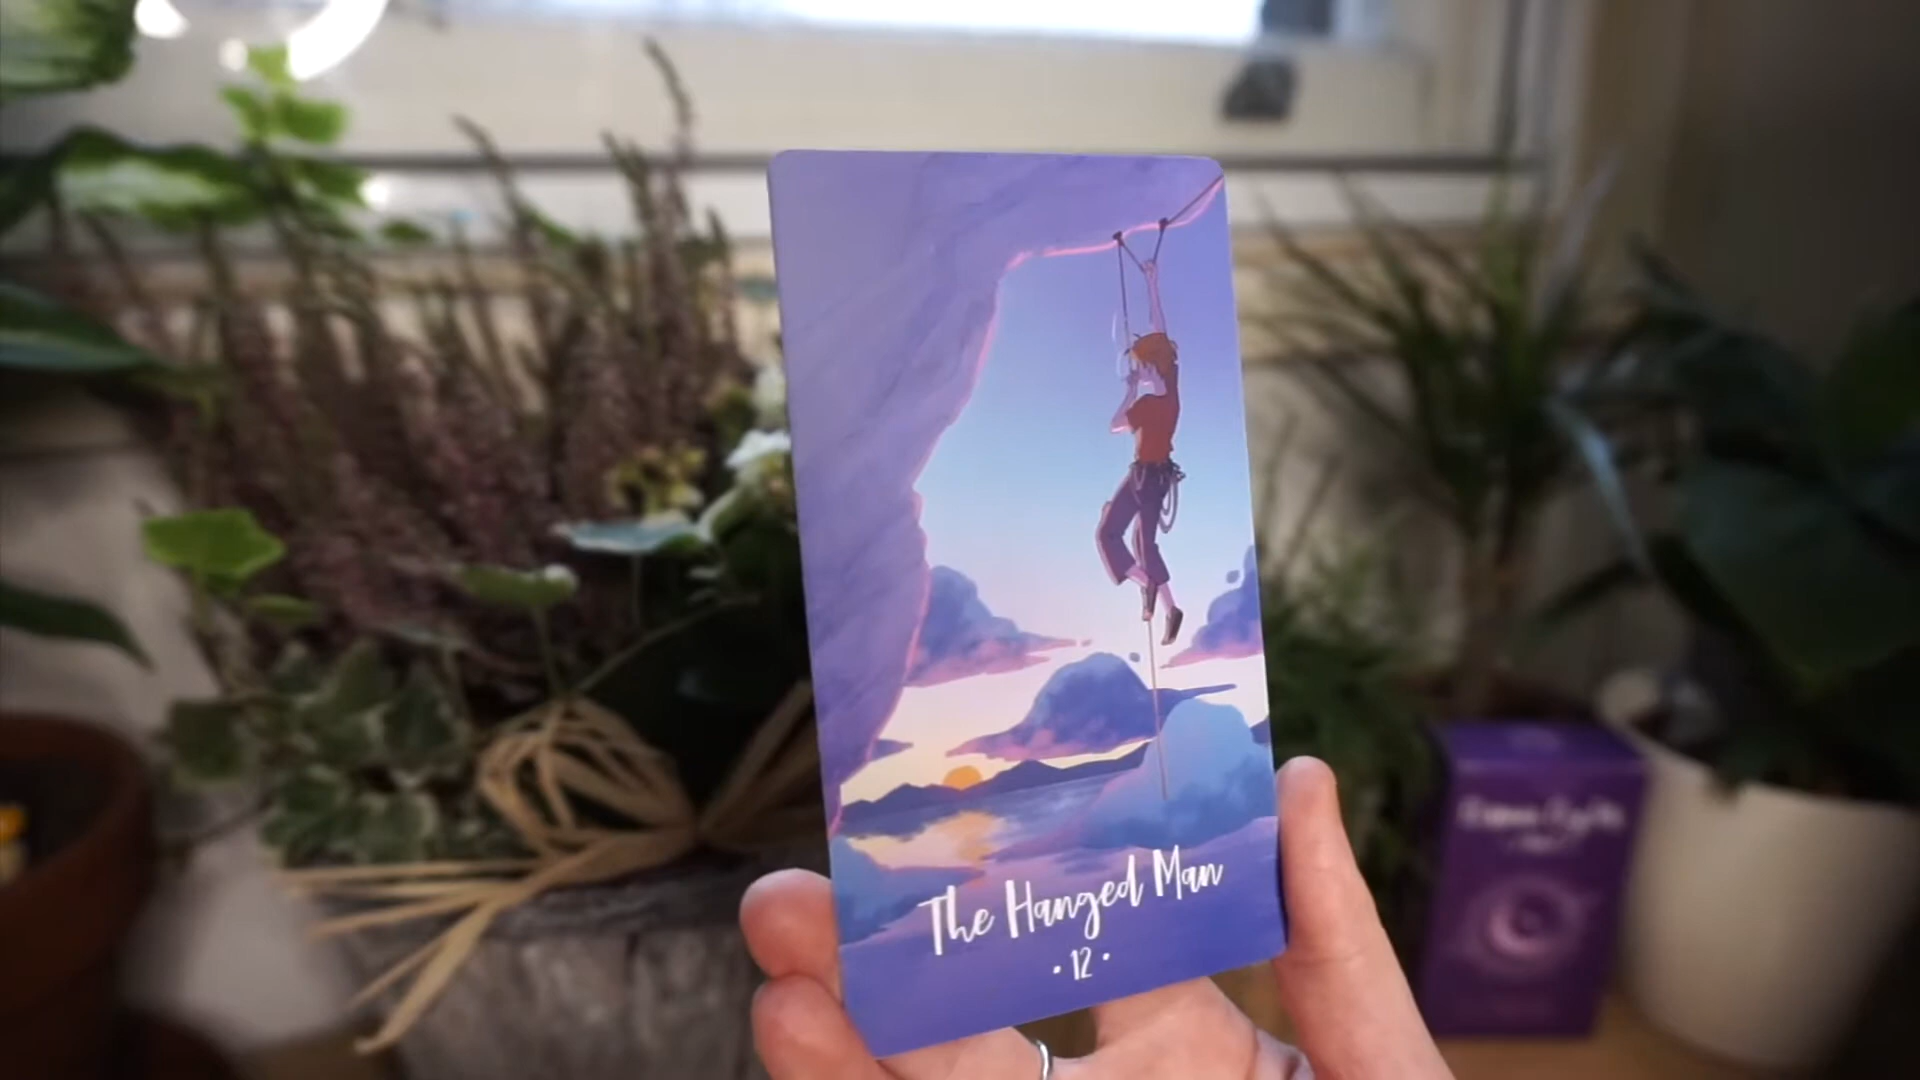 The Hanged Man
• 12 •